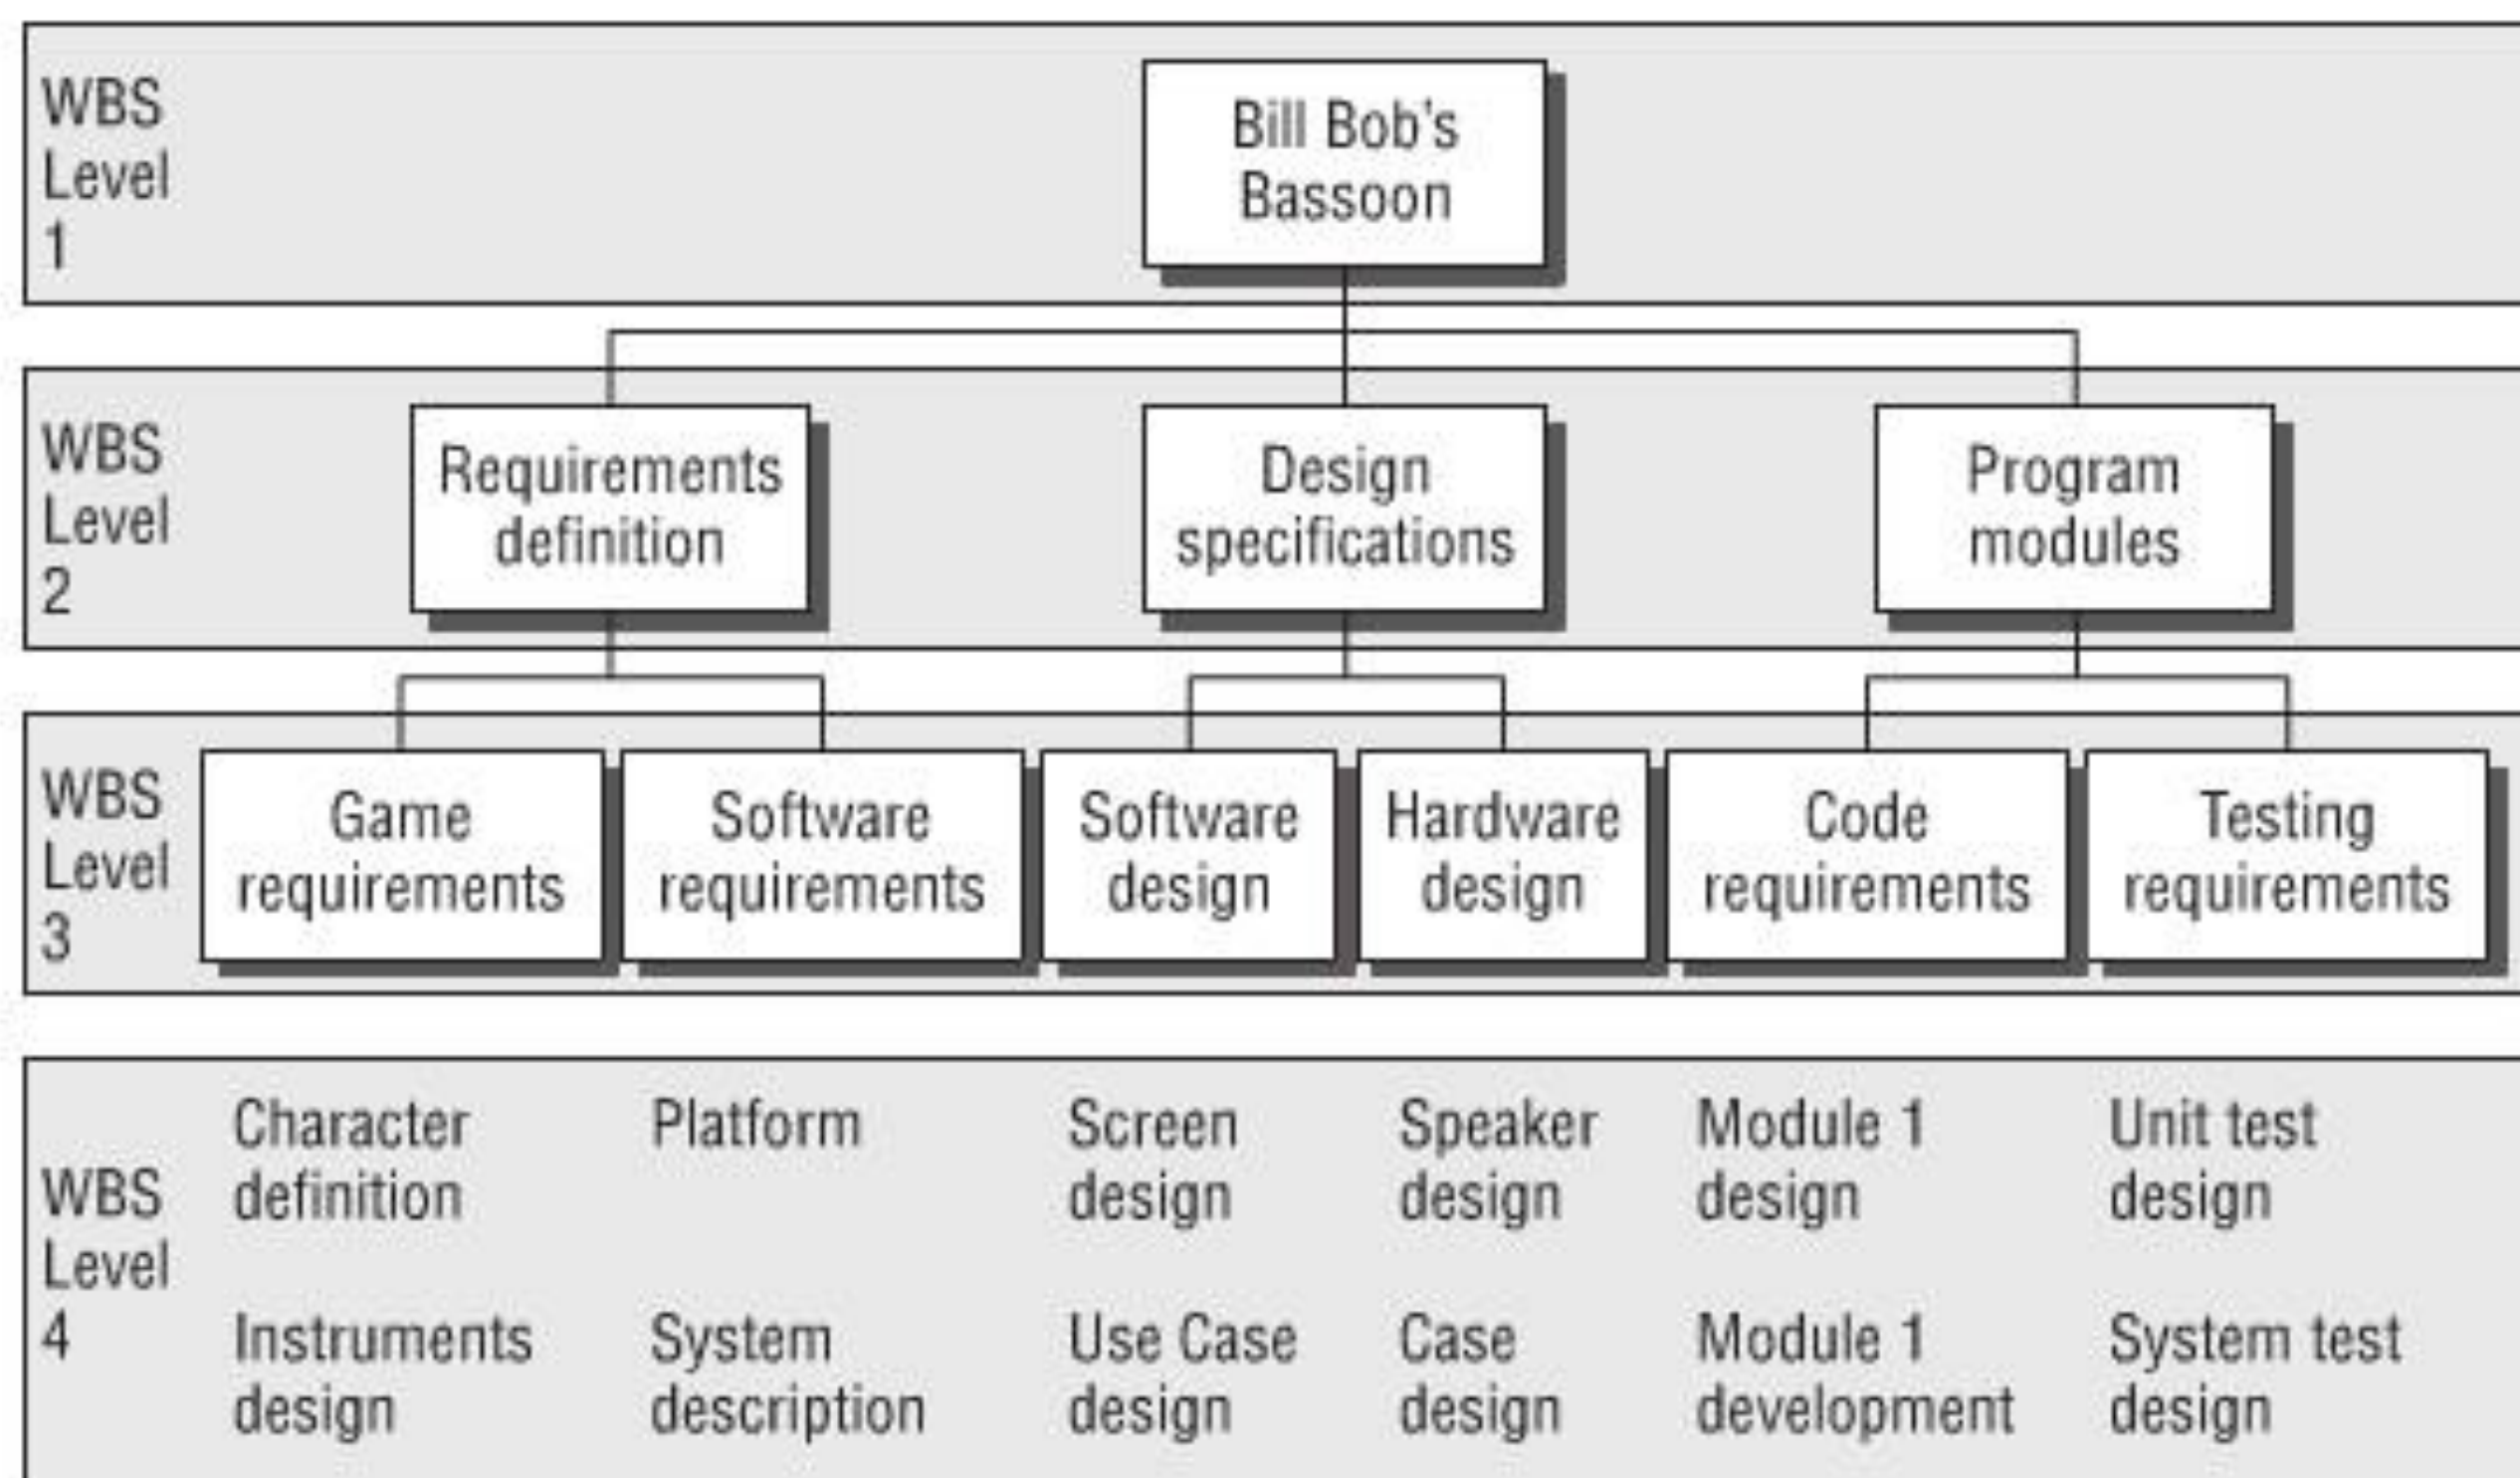 WBS
Level
1
Bill Bob's
Bassoon
WBS
Level
2
Requirements
definition
Design
specifications
Program
modules
WBS
Level
3
Game
requirements
Software
requirements
Software
design
Hardware
design
Code
requirements
Testing
requirements
WBS
Level
4
Character
definition
Platform
Screen
design
Speaker
design
Module 1
design
Unit test
design
Instruments
design
System
description
Use Case
design
Case
design
Module 1
development
System test
design